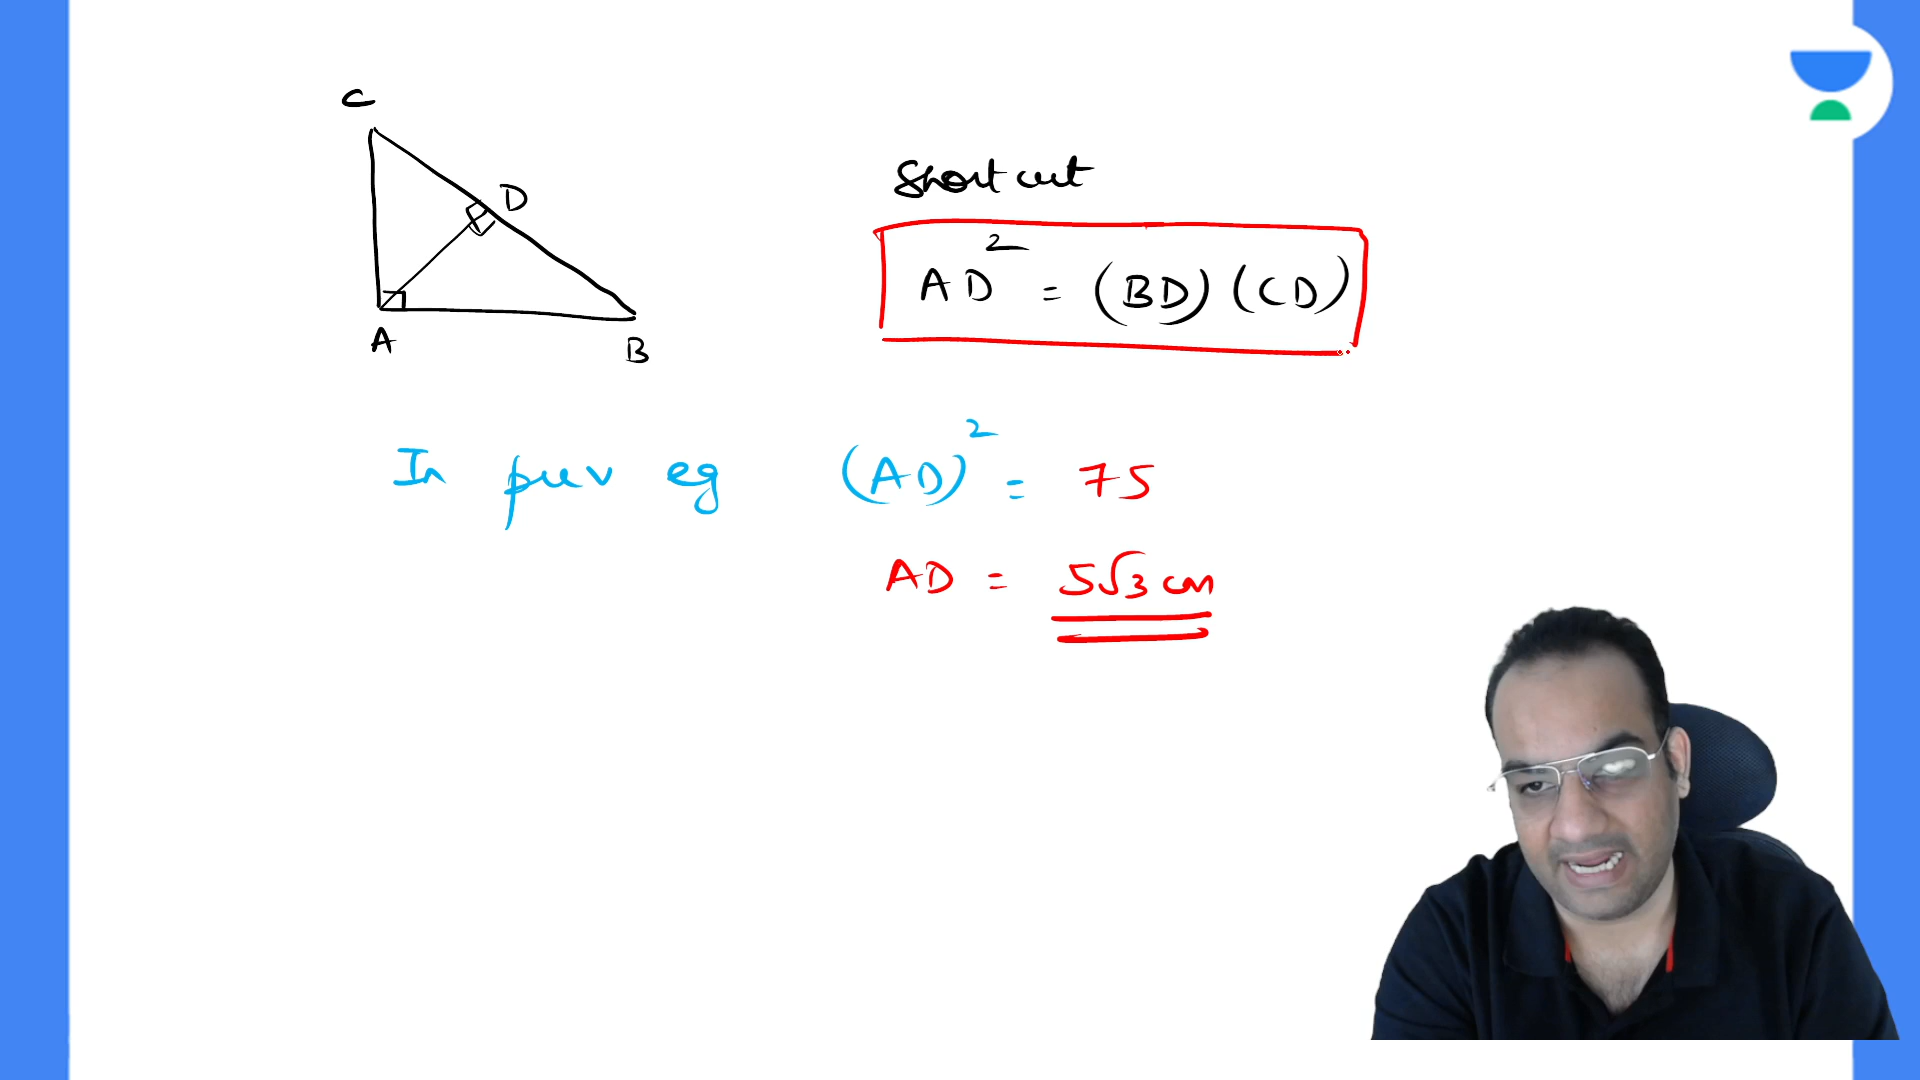 C
D
A
B
Short cut
AD² = (BD) (CD)
In prev eg (AD)² = 75
AD = 5√3 cm